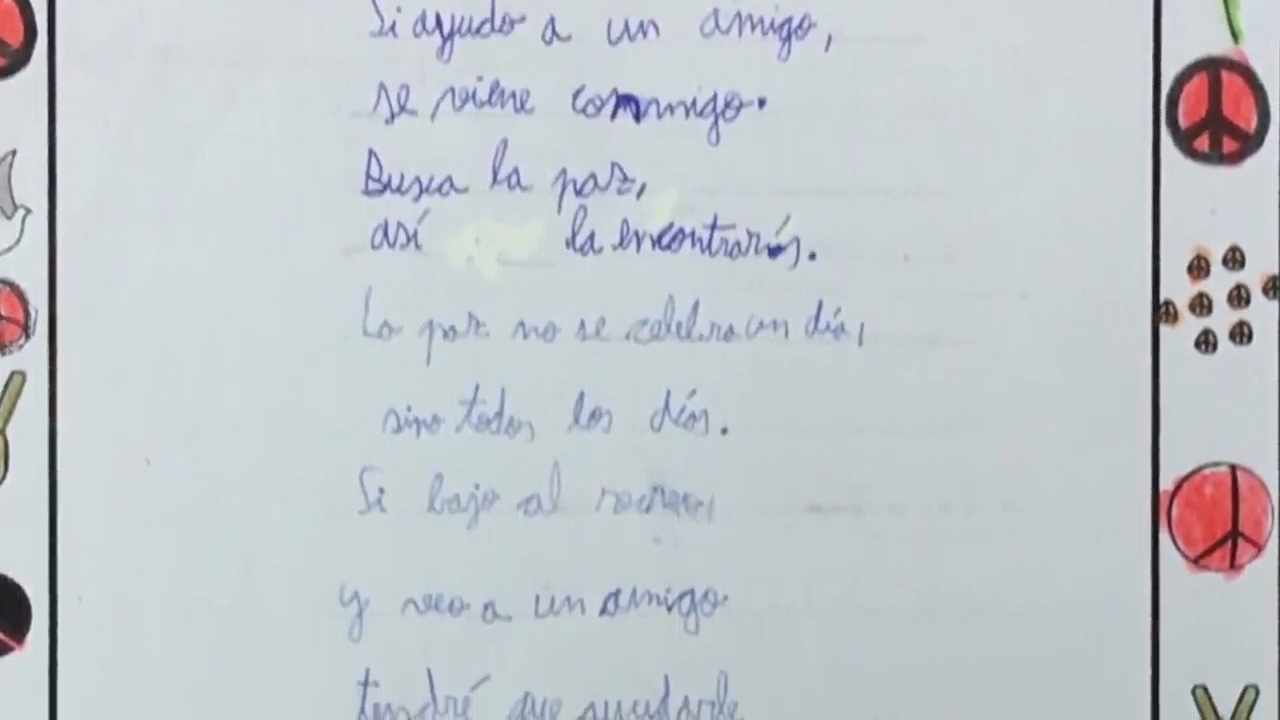 Si ayudo a un amigo,
se viene conmigo.
Busca la paz,
así la encontrarás.
La paz no se celebra un día,
sino todos los días.
Si bajo al
y veo a un amigo
tendré que ayudarle